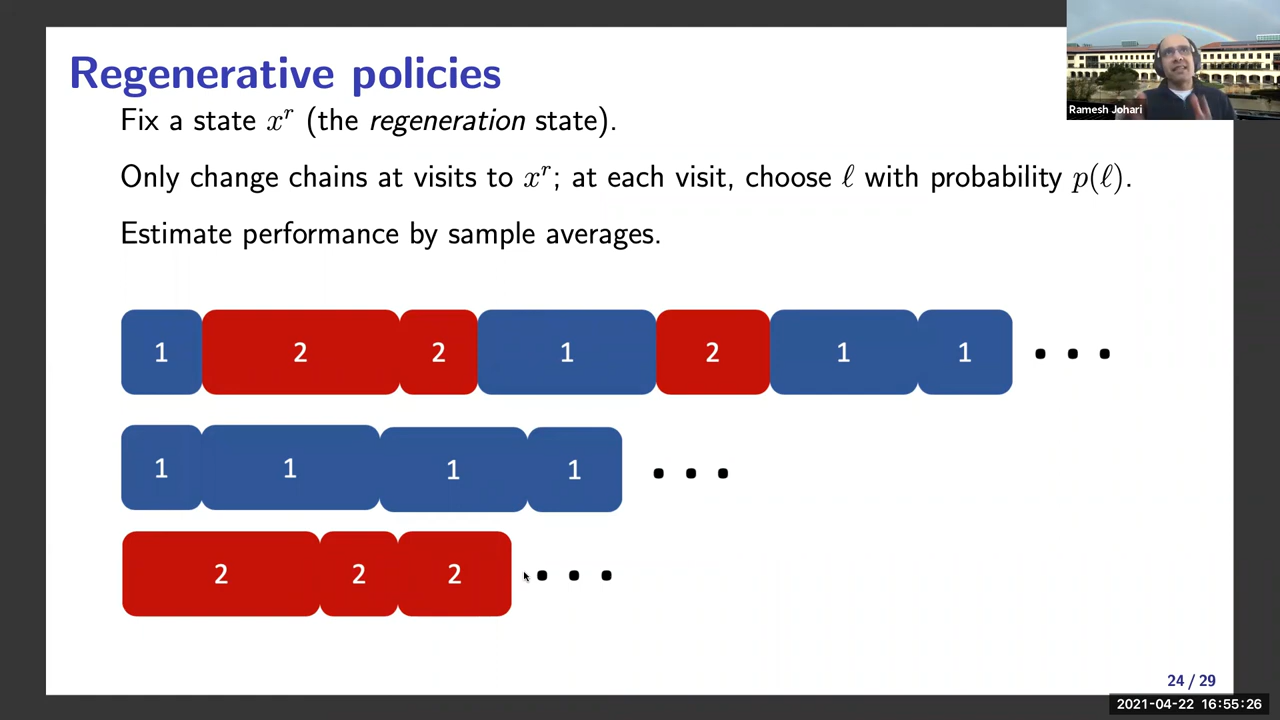 Regenerative policies
Fix a state xʳ (the regeneration state).
Only change chains at visits to xʳ; at each visit, choose ℓ with probability p(ℓ).
Estimate performance by sample averages.
1 2 2 1 2 1 1 • • •
1 1 1 1 • • •
2 2 2 • • •
24 / 29
Ramesh Johari
2021-04-22 16:55:26